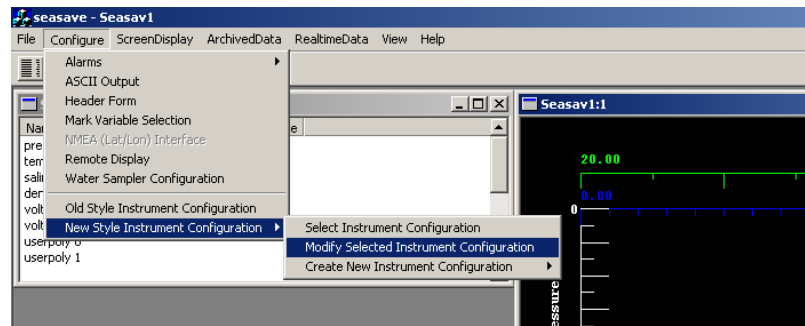 seasave - Seasav1
File Configure ScreenDisplay ArchivedData RealtimeData View Help
Alarms
ASCII Output
Header Form
Mark Variable Selection
NMEA (Lat/Lon) Interface
Remote Display
Water Sampler Configuration
Old Style Instrument Configuration
New Style Instrument Configuration
Select Instrument Configuration
Modify Selected Instrument Configuration
Create New Instrument Configuration
userpoly 0
userpoly 1
Seasav1:1
20.00
0.00
0